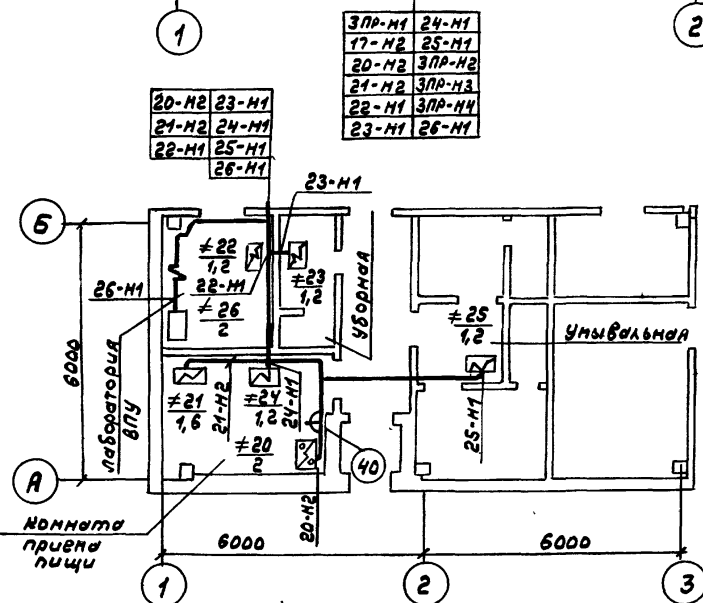 1
2
3ПР-Н1 24-Н1
17-Н2 25-Н1
20-Н2 3ПР-Н2
21-Н2 3ПР-Н3
22-Н1 3ПР-Н4
23-Н1 26-Н1
20-Н2 23-Н1
21-Н2 24-Н1
22-Н1 25-Н1
26-Н1
23-Н1
Б
≠22
1,2
≠23
1,2
22-Н1
26-Н1
≠26
2
уборная
≠25
1,2
Умывальная
6000
лаборатория
ВПУ
≠21
1,6
21-Н2
≠24
1,2
24-Н1
25-Н1
≠20
2
40
А
20-Н2
Комната
приема
пищи
6000
6000
1
2
3